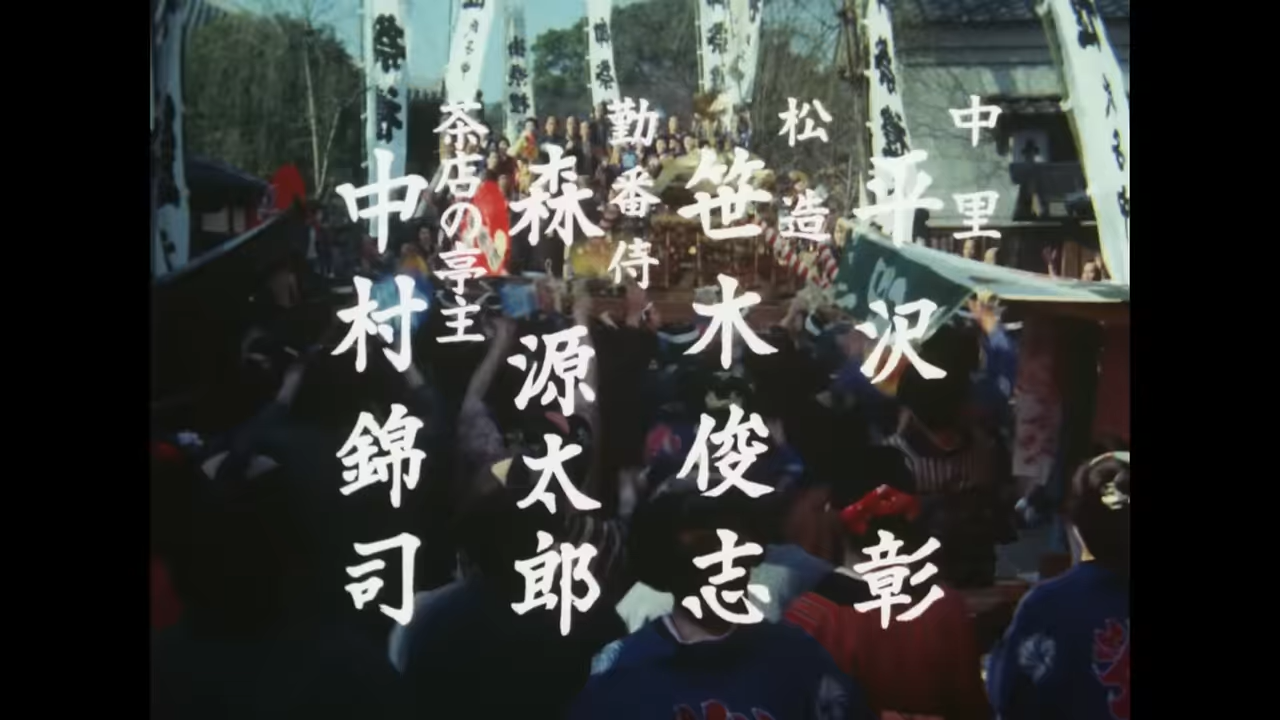 中里
平沢彰
松造
笹木俊志
勤番侍
森源太郎
茶店の亭主
中村錦司